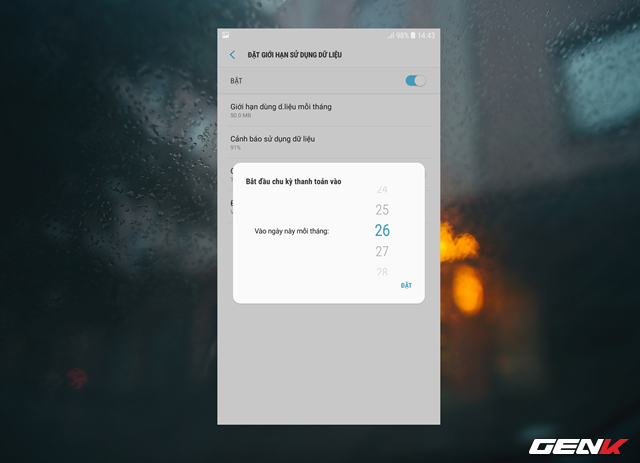 98% 14:43
ĐẶT GIỚI HẠN SỬ DỤNG DỮ LIỆU
BẬT
Giới hạn dùng d.liệu mỗi tháng
50.0 MB
Cảnh báo sử dụng dữ liệu
91%
Bắt đầu chu kỳ thanh toán vào
24
25
Vào ngày này mỗi tháng:
26
27
28
ĐẶT
GENK